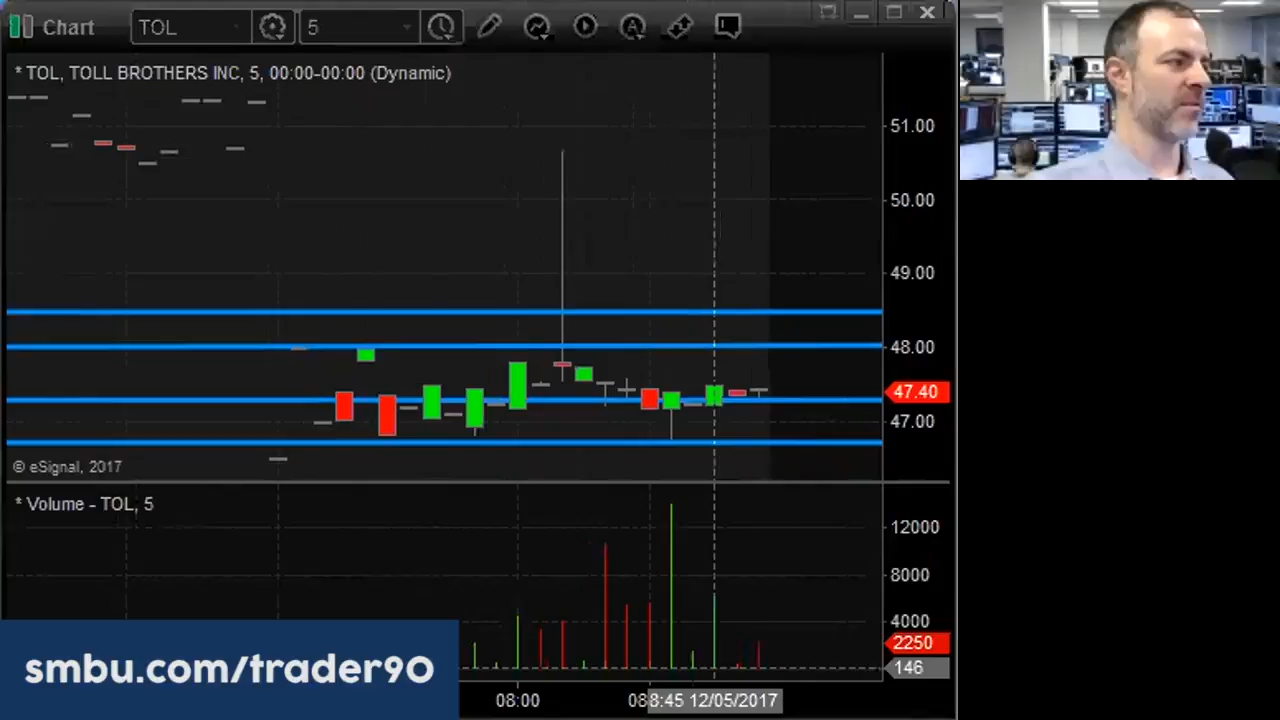 Chart TOL 5
* TOL, TOLL BROTHERS INC, 5, 00:00-00:00 (Dynamic)
51.00
50.00
49.00
48.00
47.40
47.00
© eSignal, 2017
* Volume - TOL, 5
12000
8000
4000
2250
146
smbu.com/trader90
08:00 08 8:45 12/05/2017